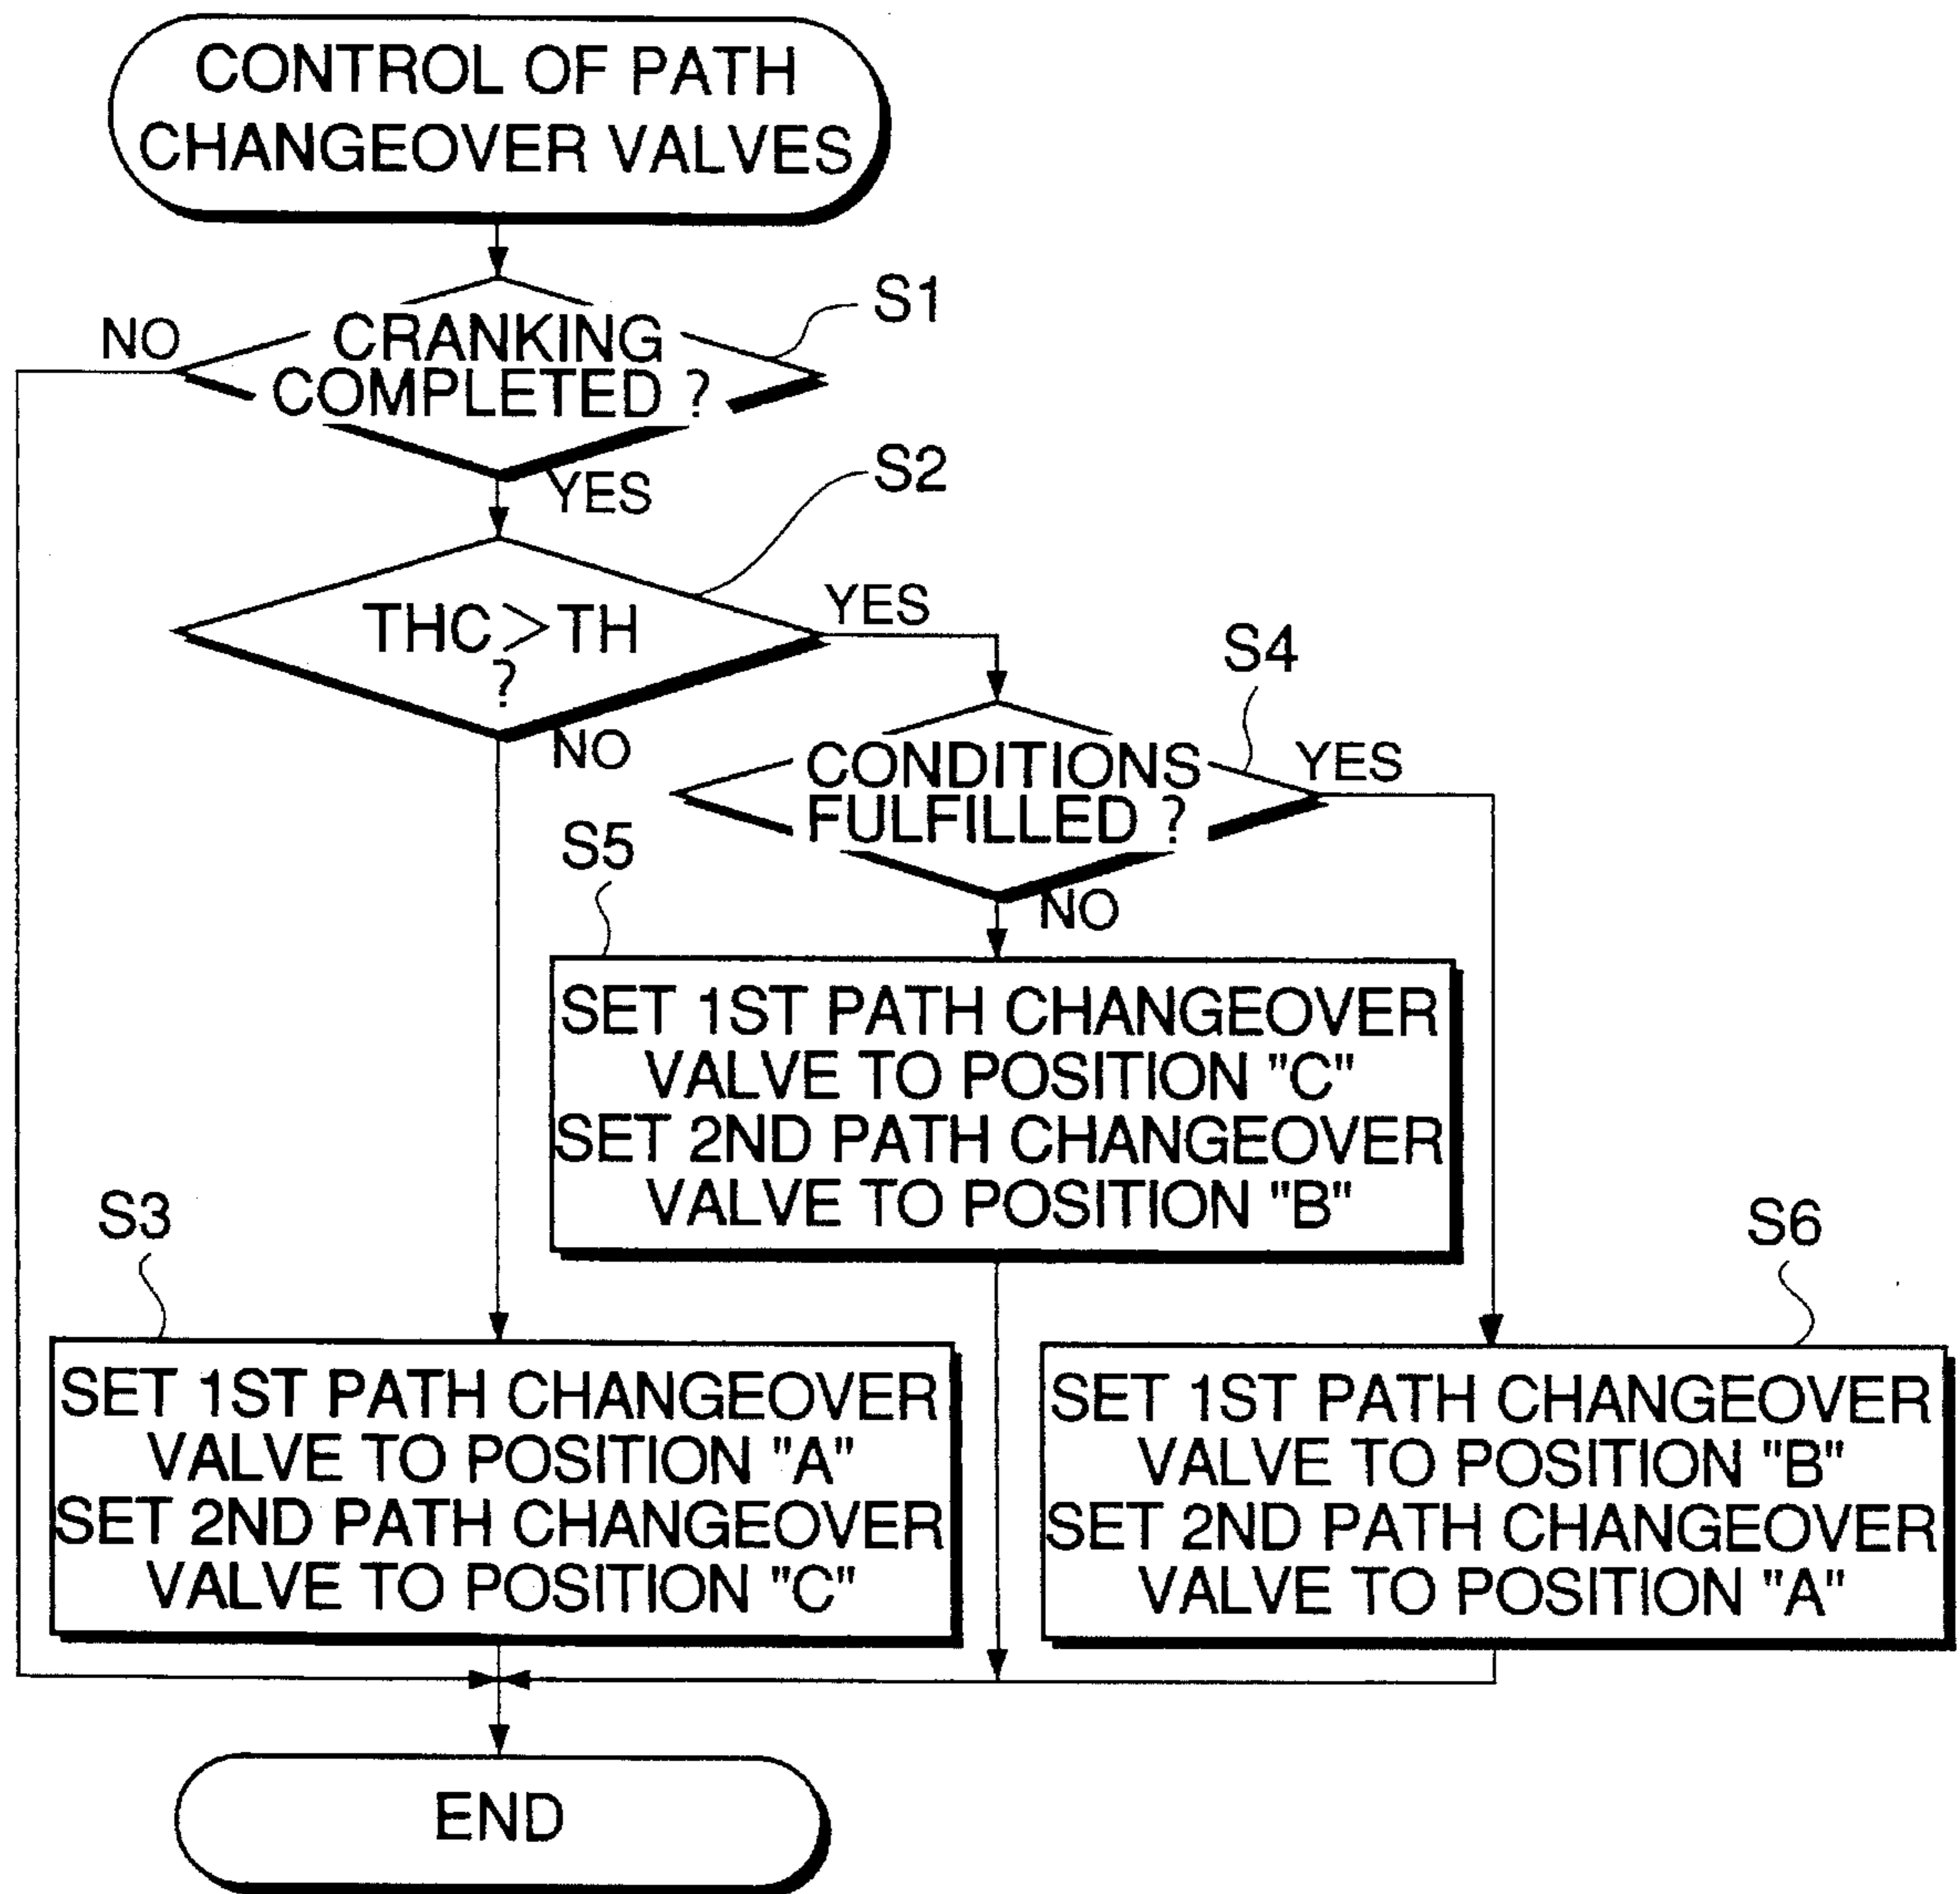 CONTROL OF PATH
CHANGEOVER VALVES
S1
NO
CRANKING
COMPLETED ?
YES
S2
THC>TH
?
YES
NO
S4
CONDITIONS
FULFILLED ?
YES
NO
S5
SET 1ST PATH CHANGEOVER
VALVE TO POSITION "C"
SET 2ND PATH CHANGEOVER
VALVE TO POSITION "B"
S3
SET 1ST PATH CHANGEOVER
VALVE TO POSITION "A"
SET 2ND PATH CHANGEOVER
VALVE TO POSITION "C"
S6
SET 1ST PATH CHANGEOVER
VALVE TO POSITION "B"
SET 2ND PATH CHANGEOVER
VALVE TO POSITION "A"
END